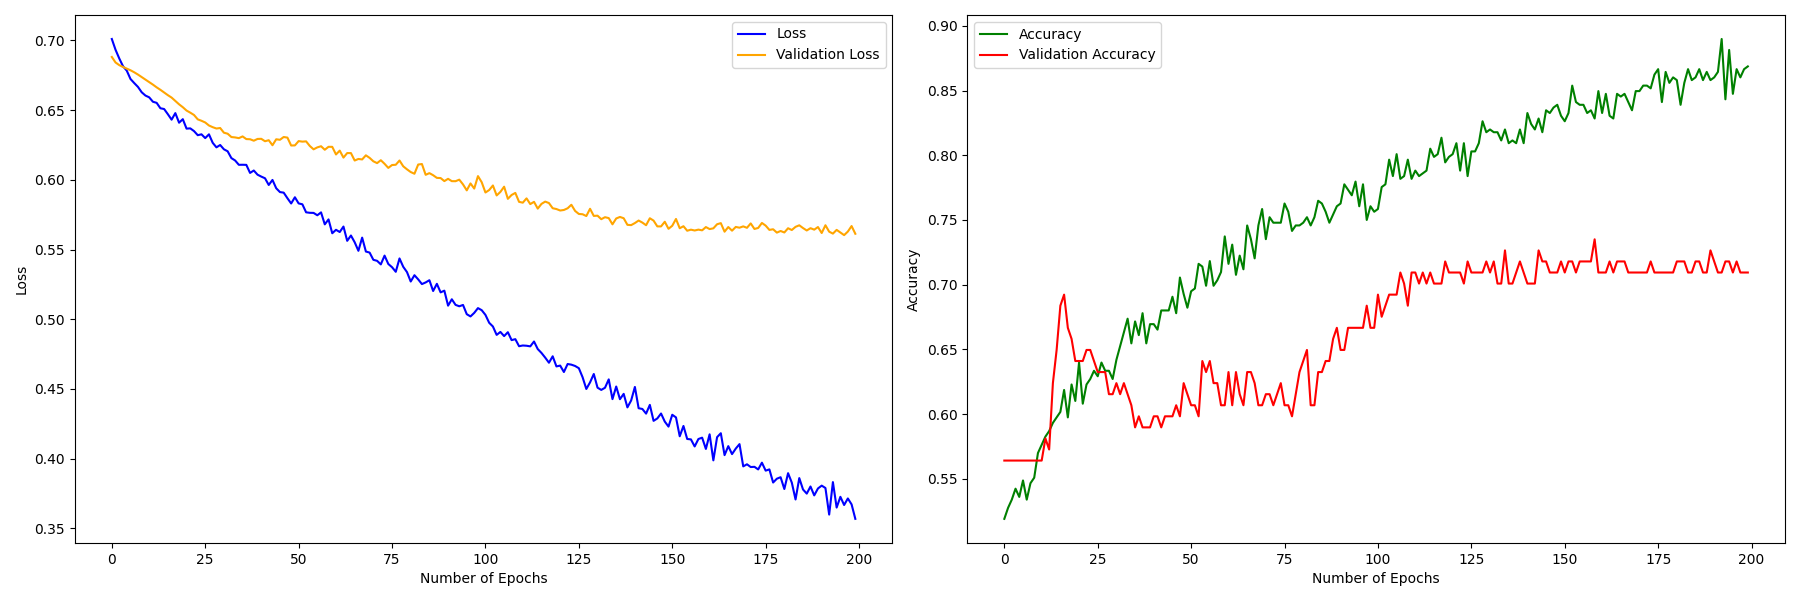 Loss
Validation Loss
0.70
0.65
0.60
0.55
0.50
0.45
0.40
0.35
Loss
0 25 50 75 100 125 150 175 200
Number of Epochs
Accuracy
Validation Accuracy
0.90
0.85
0.80
0.75
0.70
0.65
0.60
0.55
Accuracy
0 25 50 75 100 125 150 175 200
Number of Epochs